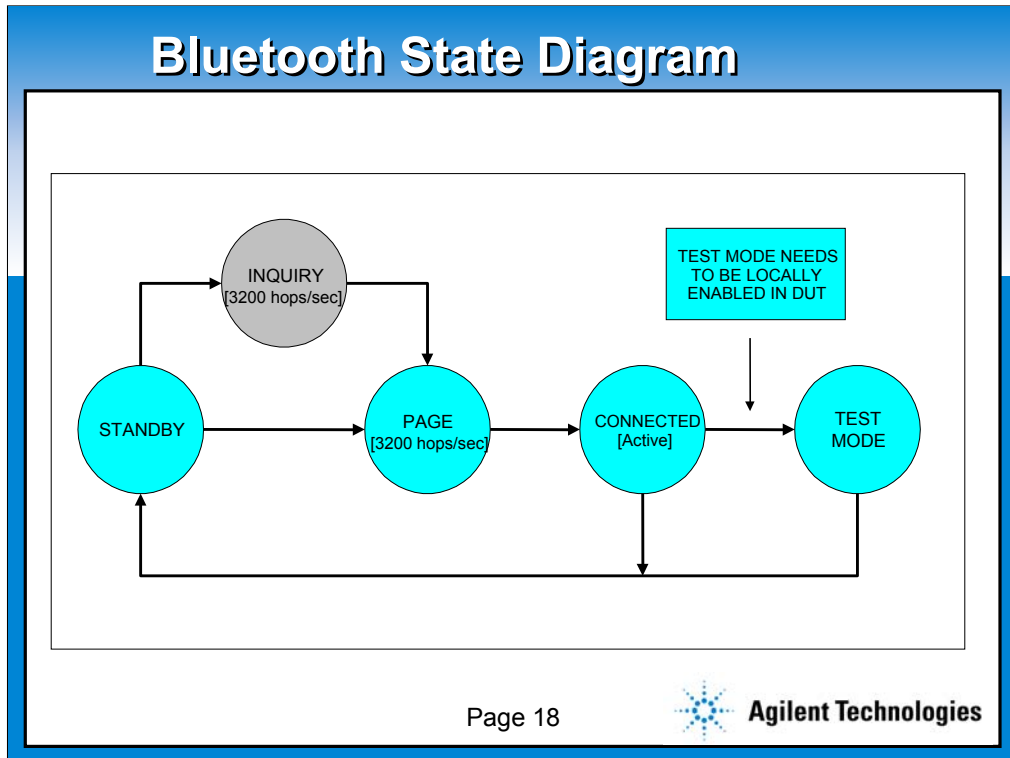 Bluetooth State Diagram
INQUIRY
[3200 hops/sec]
TEST MODE NEEDS
TO BE LOCALLY
ENABLED IN DUT
STANDBY
PAGE
[3200 hops/sec]
CONNECTED
[Active]
TEST
MODE
Page 18
Agilent Technologies